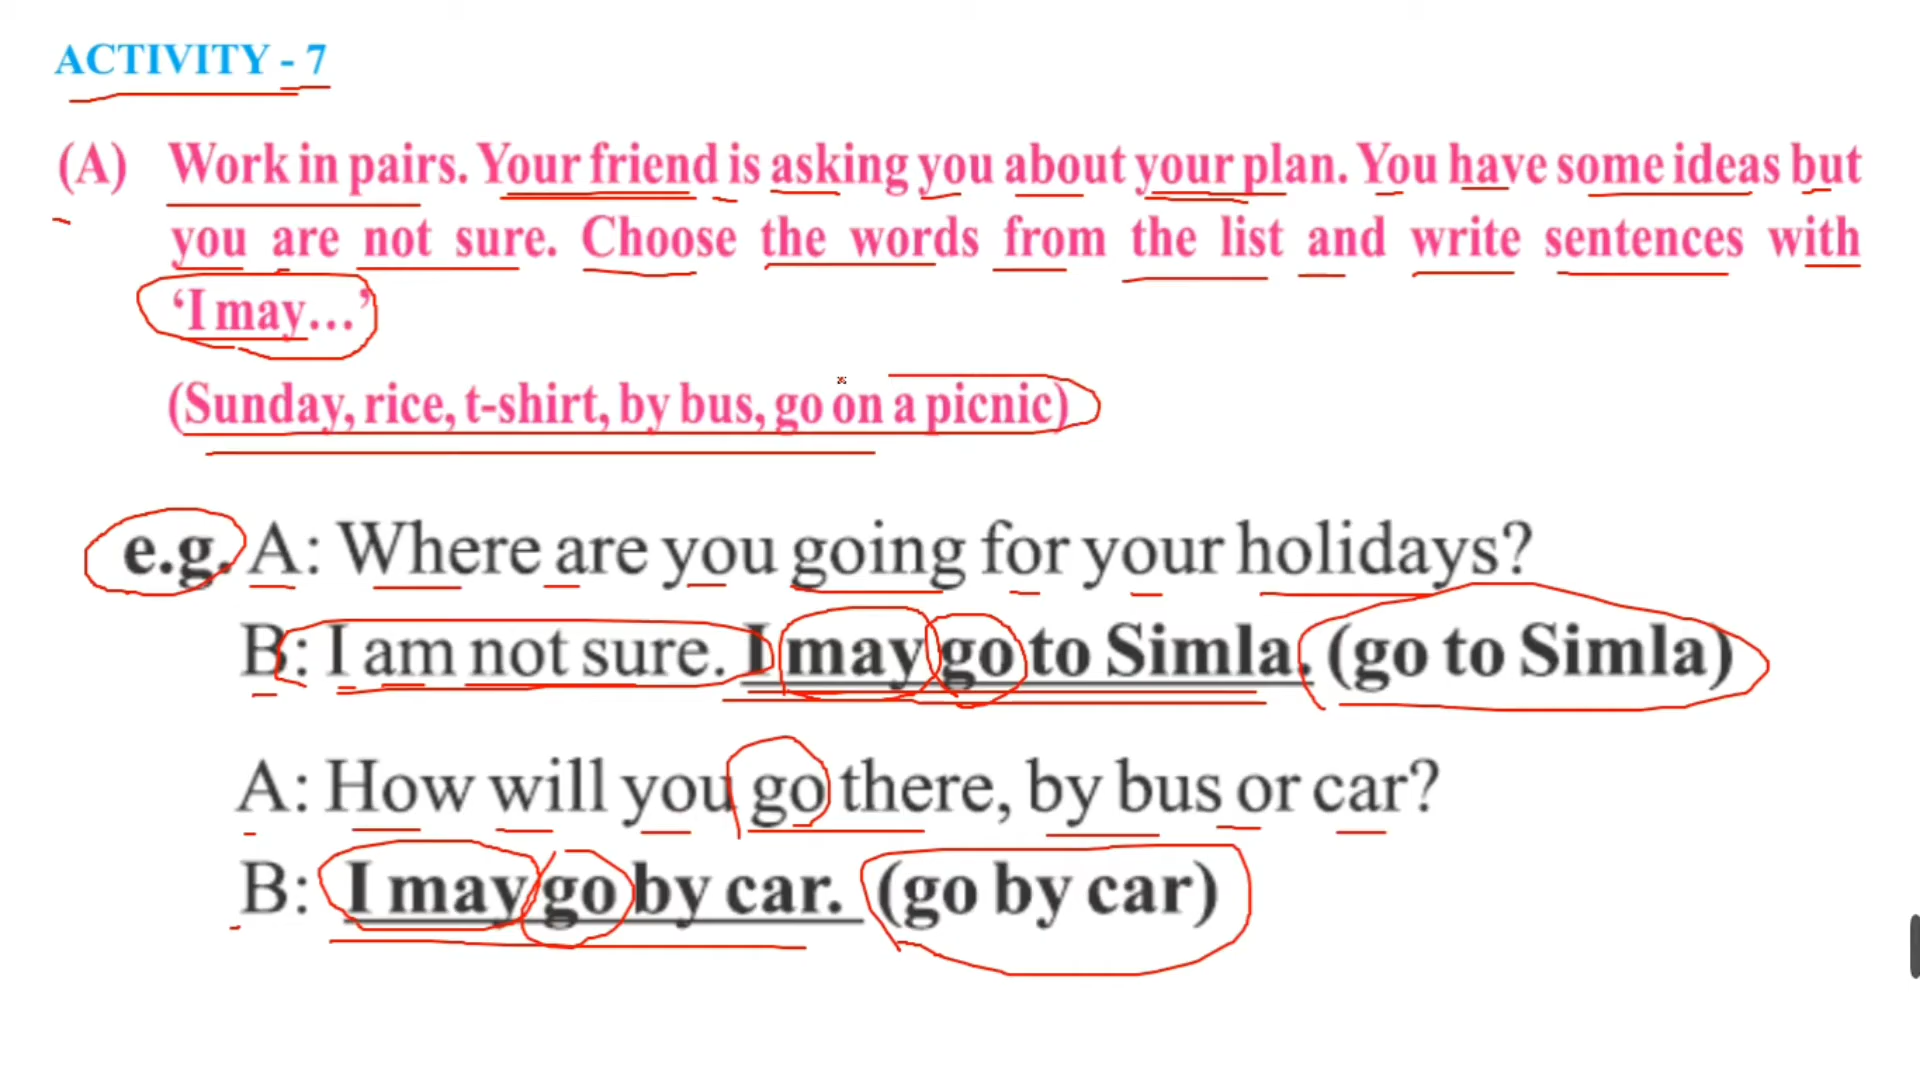 ACTIVITY - 7
(A) Work in pairs. Your friend is asking you about your plan. You have some ideas but
you are not sure. Choose the words from the list and write sentences with
‘I may…’
(Sunday, rice, t-shirt, by bus, go on a picnic)
e.g. A: Where are you going for your holidays?
B: I am not sure. I may go to Simla. (go to Simla)
A: How will you go there, by bus or car?
B: I may go by car. (go by car)